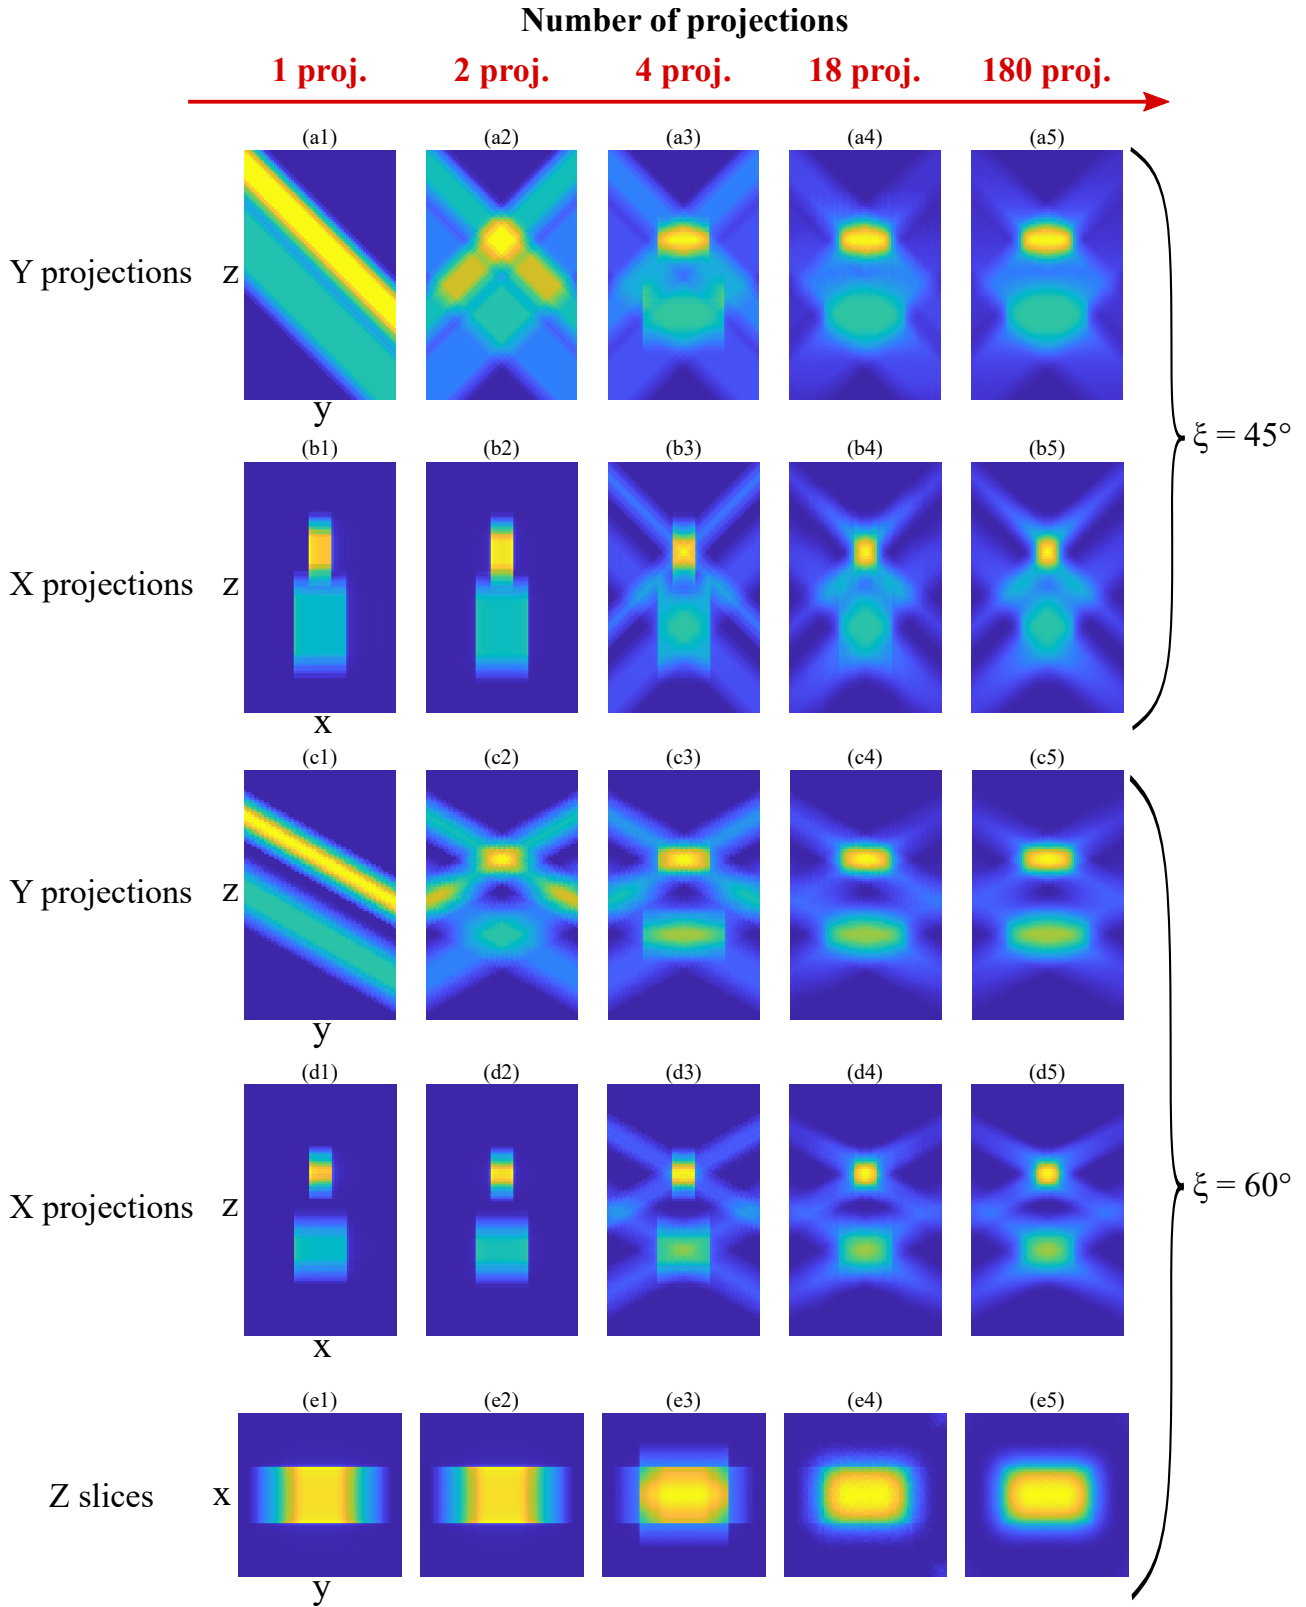 Number of projections
1 proj. 2 proj. 4 proj. 18 proj. 180 proj.
(a1) (a2) (a3) (a4) (a5)
Y projections z
y
ξ = 45°
(b1) (b2) (b3) (b4) (b5)
X projections z
x
(c1) (c2) (c3) (c4) (c5)
Y projections z
y
(d1) (d2) (d3) (d4) (d5)
X projections z
ξ = 60°
x
(e1) (e2) (e3) (e4) (e5)
Z slices x
y